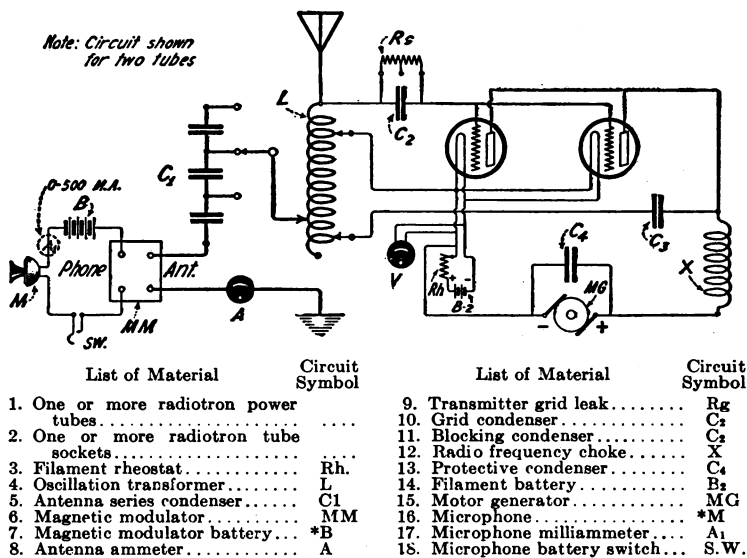 Note: Circuit shown
for two tubes
Rg
L
C₂
C₁
0-500 M.A.
B₁
A₁
Phone
Ant.
M
MM
SW.
A
V
Rh
+ -
B-2
C₃
C₄
X
MG
- +
List of Material Circuit Symbol
1. One or more radiotron power
tubes.................... ....
2. One or more radiotron tube
sockets.................. ....
3. Filament rheostat............ Rh.
4. Oscillation transformer....... L
5. Antenna series condenser...... C1
6. Magnetic modulator......... MM
7. Magnetic modulator battery... *B
8. Antenna ammeter........... A
List of Material Circuit Symbol
9. Transmitter grid leak........ Rg
10. Grid condenser............. C₂
11. Blocking condenser.......... C₂
12. Radio frequency choke...... X
13. Protective condenser........ C₄
14. Filament battery............ B₂
15. Motor generator............ MG
16. Microphone................ *M
17. Microphone milliammeter.... A₁
18. Microphone battery switch... S.W